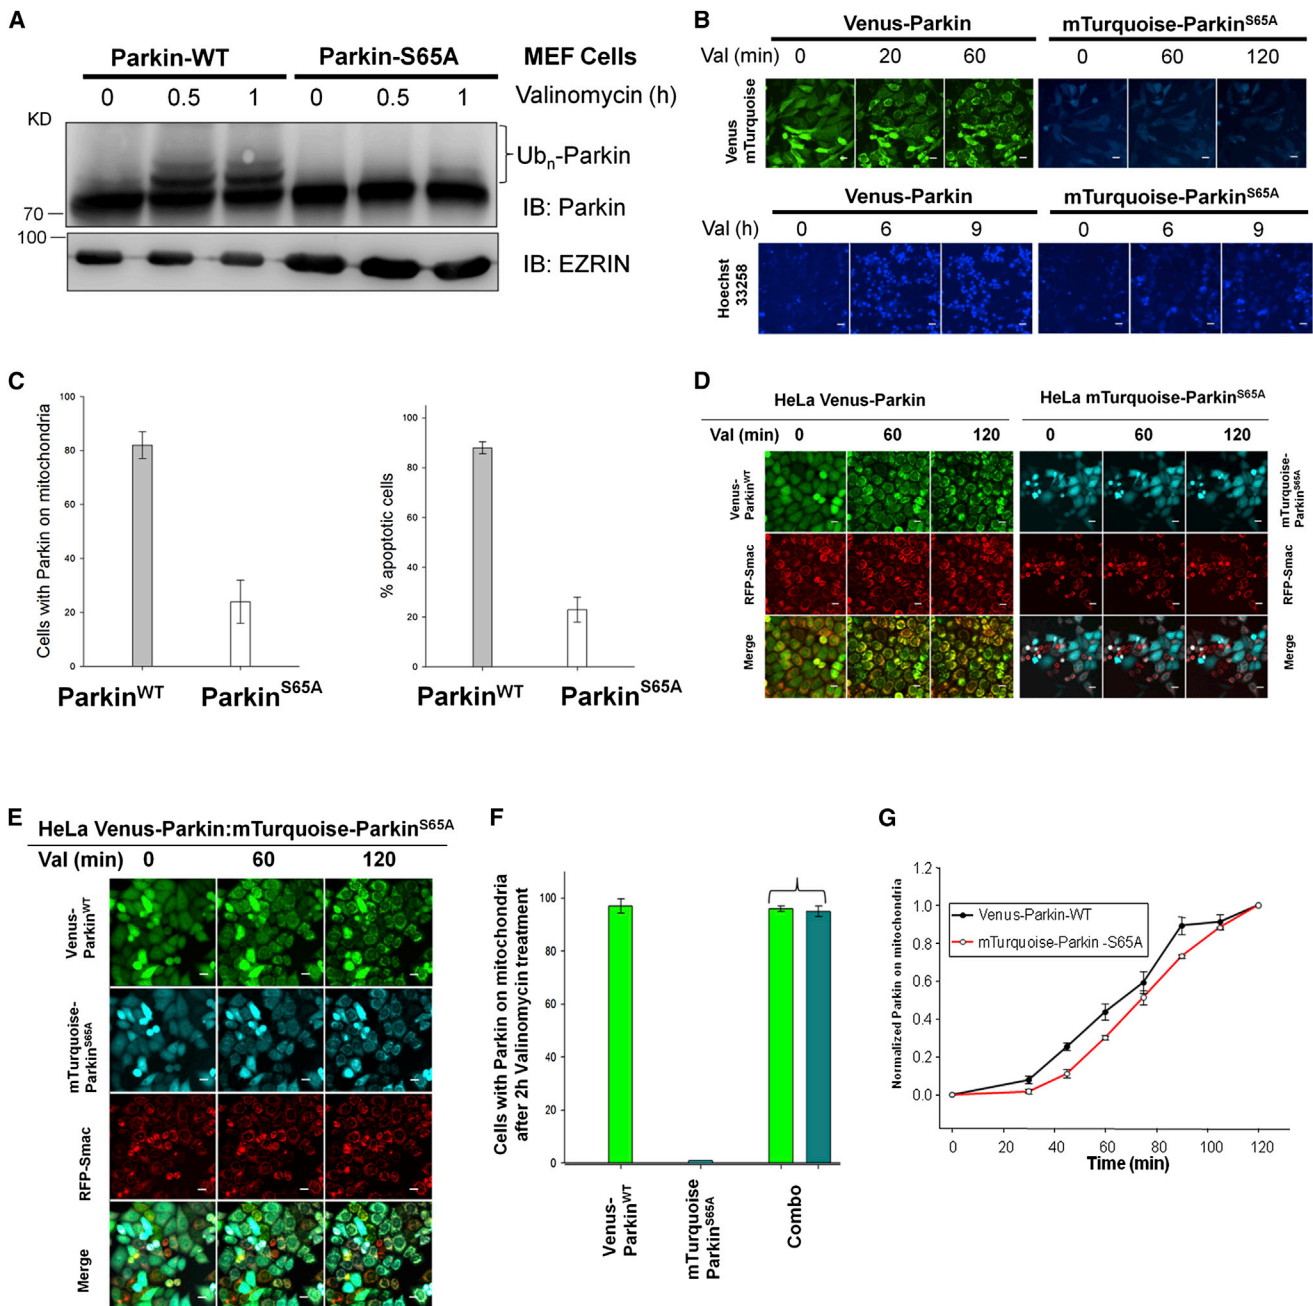 A
Parkin-WT Parkin-S65A MEF Cells
0 0.5 1 0 0.5 1 Valinomycin (h)
KD
Ubn-Parkin
70
IB: Parkin
100
IB: EZRIN
B
Venus-Parkin mTurquoise-ParkinS65A
Val (min) 0 20 60 0 60 120
Venus
mTurquoise
Venus-Parkin mTurquoise-ParkinS65A
Val (h) 0 6 9 0 6 9
Hoechst
33258
C
Cells with Parkin on mitochondria
100
80
60
40
20
0
ParkinWT ParkinS65A
% apoptotic cells
100
80
60
40
20
0
ParkinWT ParkinS65A
D
HeLa Venus-Parkin HeLa mTurquoise-ParkinS65A
Val (min) 0 60 120 0 60 120
Venus-
ParkinWT
RFP-Smac
Merge
mTurquoise-
ParkinS65A
RFP-Smac
Merge
E
HeLa Venus-Parkin:mTurquoise-ParkinS65A
Val (min) 0 60 120
Venus-
ParkinWT
mTurquoise-
ParkinS65A
RFP-Smac
Merge
F
Cells with Parkin on mitochondria
after 2h Valinomycin treatment
100
80
60
40
20
0
Venus-
ParkinWT
mTurquoise
ParkinS65A
Combo
G
Normalized Parkin on mitochondria
1.2
1.0
0.8
0.6
0.4
0.2
0.0
Venus-Parkin-WT
mTurquoise-Parkin -S65A
0 20 40 60 80 100 120
Time (min)